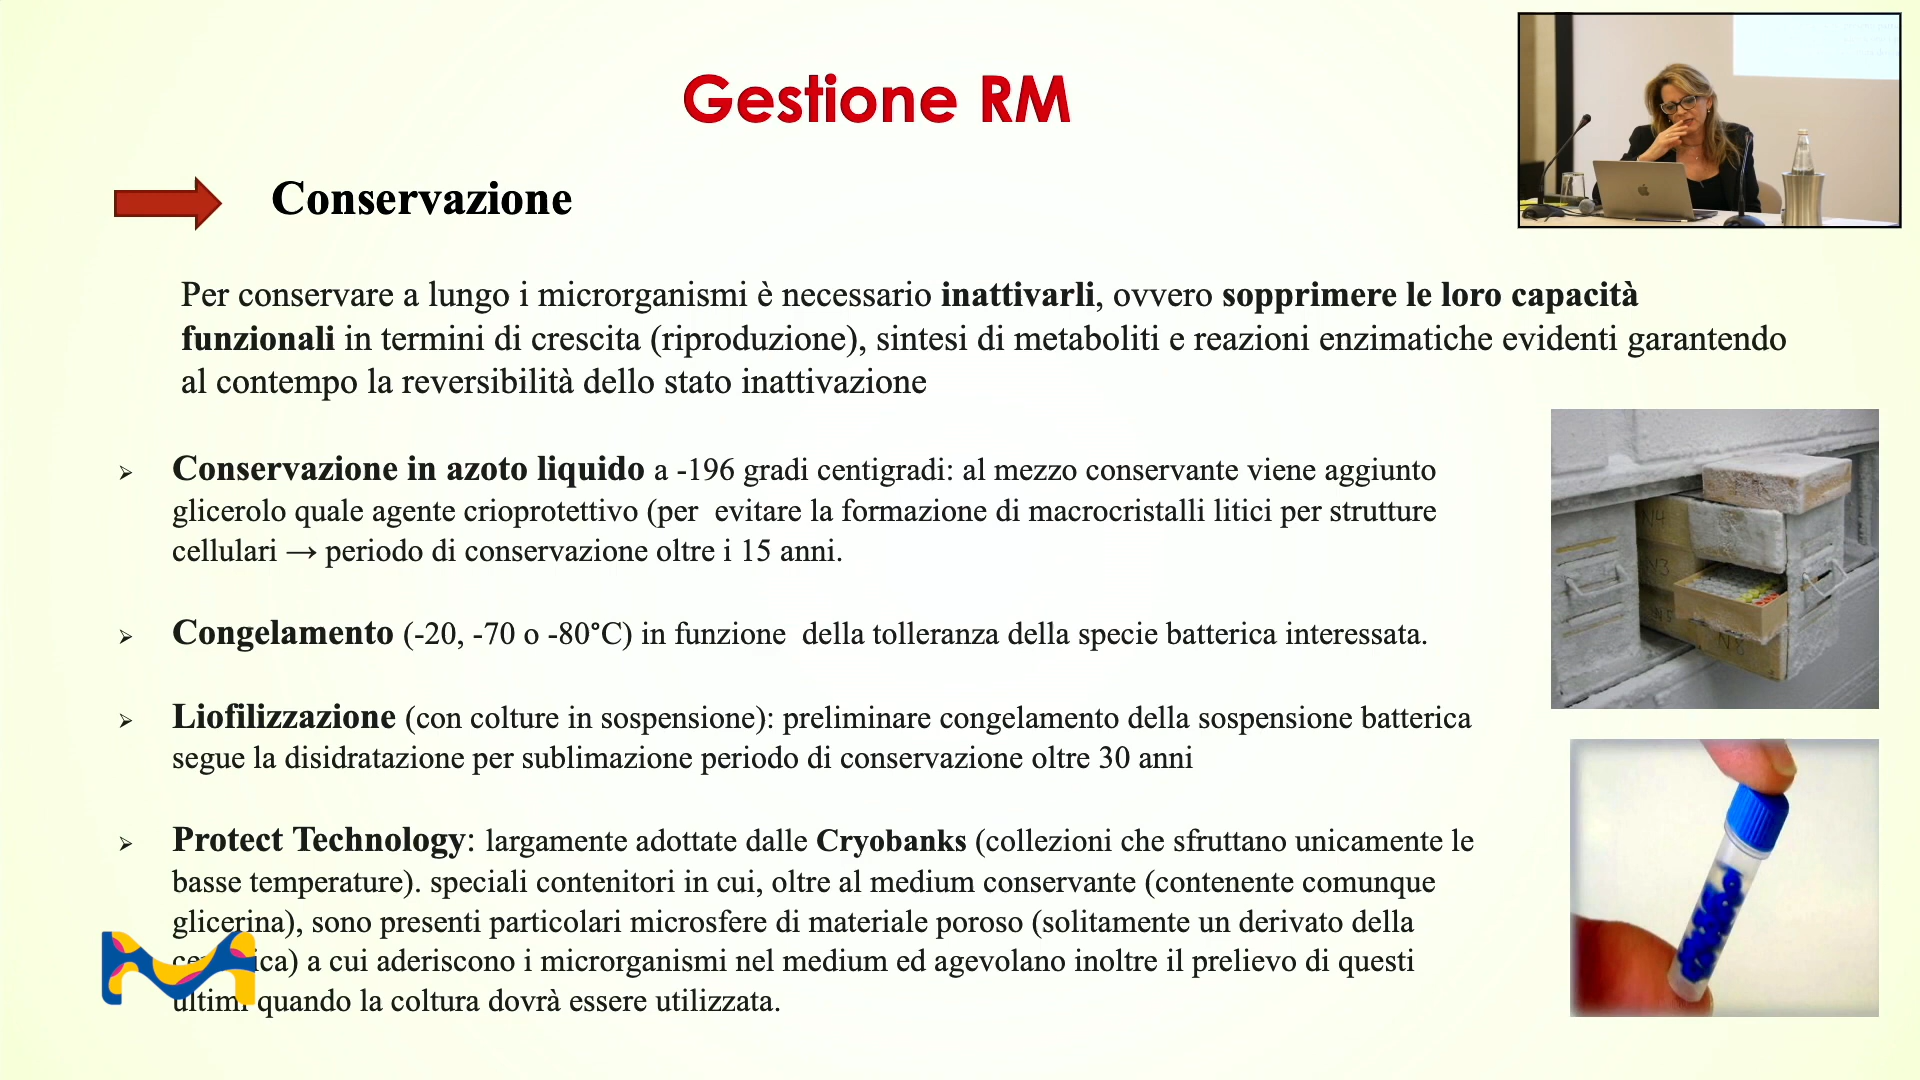 Gestione RM
Conservazione
Per conservare a lungo i microrganismi è necessario inattivarli, ovvero sopprimere le loro capacità
funzionali in termini di crescita (riproduzione), sintesi di metaboliti e reazioni enzimatiche evidenti garantendo
al contempo la reversibilità dello stato inattivazione
➢ Conservazione in azoto liquido a -196 gradi centigradi: al mezzo conservante viene aggiunto
glicerolo quale agente crioprotettivo (per evitare la formazione di macrocristalli litici per strutture
cellulari → periodo di conservazione oltre i 15 anni.
➢ Congelamento (-20, -70 o -80°C) in funzione della tolleranza della specie batterica interessata.
➢ Liofilizzazione (con colture in sospensione): preliminare congelamento della sospensione batterica
segue la disidratazione per sublimazione periodo di conservazione oltre 30 anni
➢ Protect Technology: largamente adottate dalle Cryobanks (collezioni che sfruttano unicamente le
basse temperature). speciali contenitori in cui, oltre al medium conservante (contenente comunque
glicerina), sono presenti particolari microsfere di materiale poroso (solitamente un derivato della
a cui aderiscono i microrganismi nel medium ed agevolano inoltre il prelievo di questi
ultimi quando la coltura dovrà essere utilizzata.
N4
N3